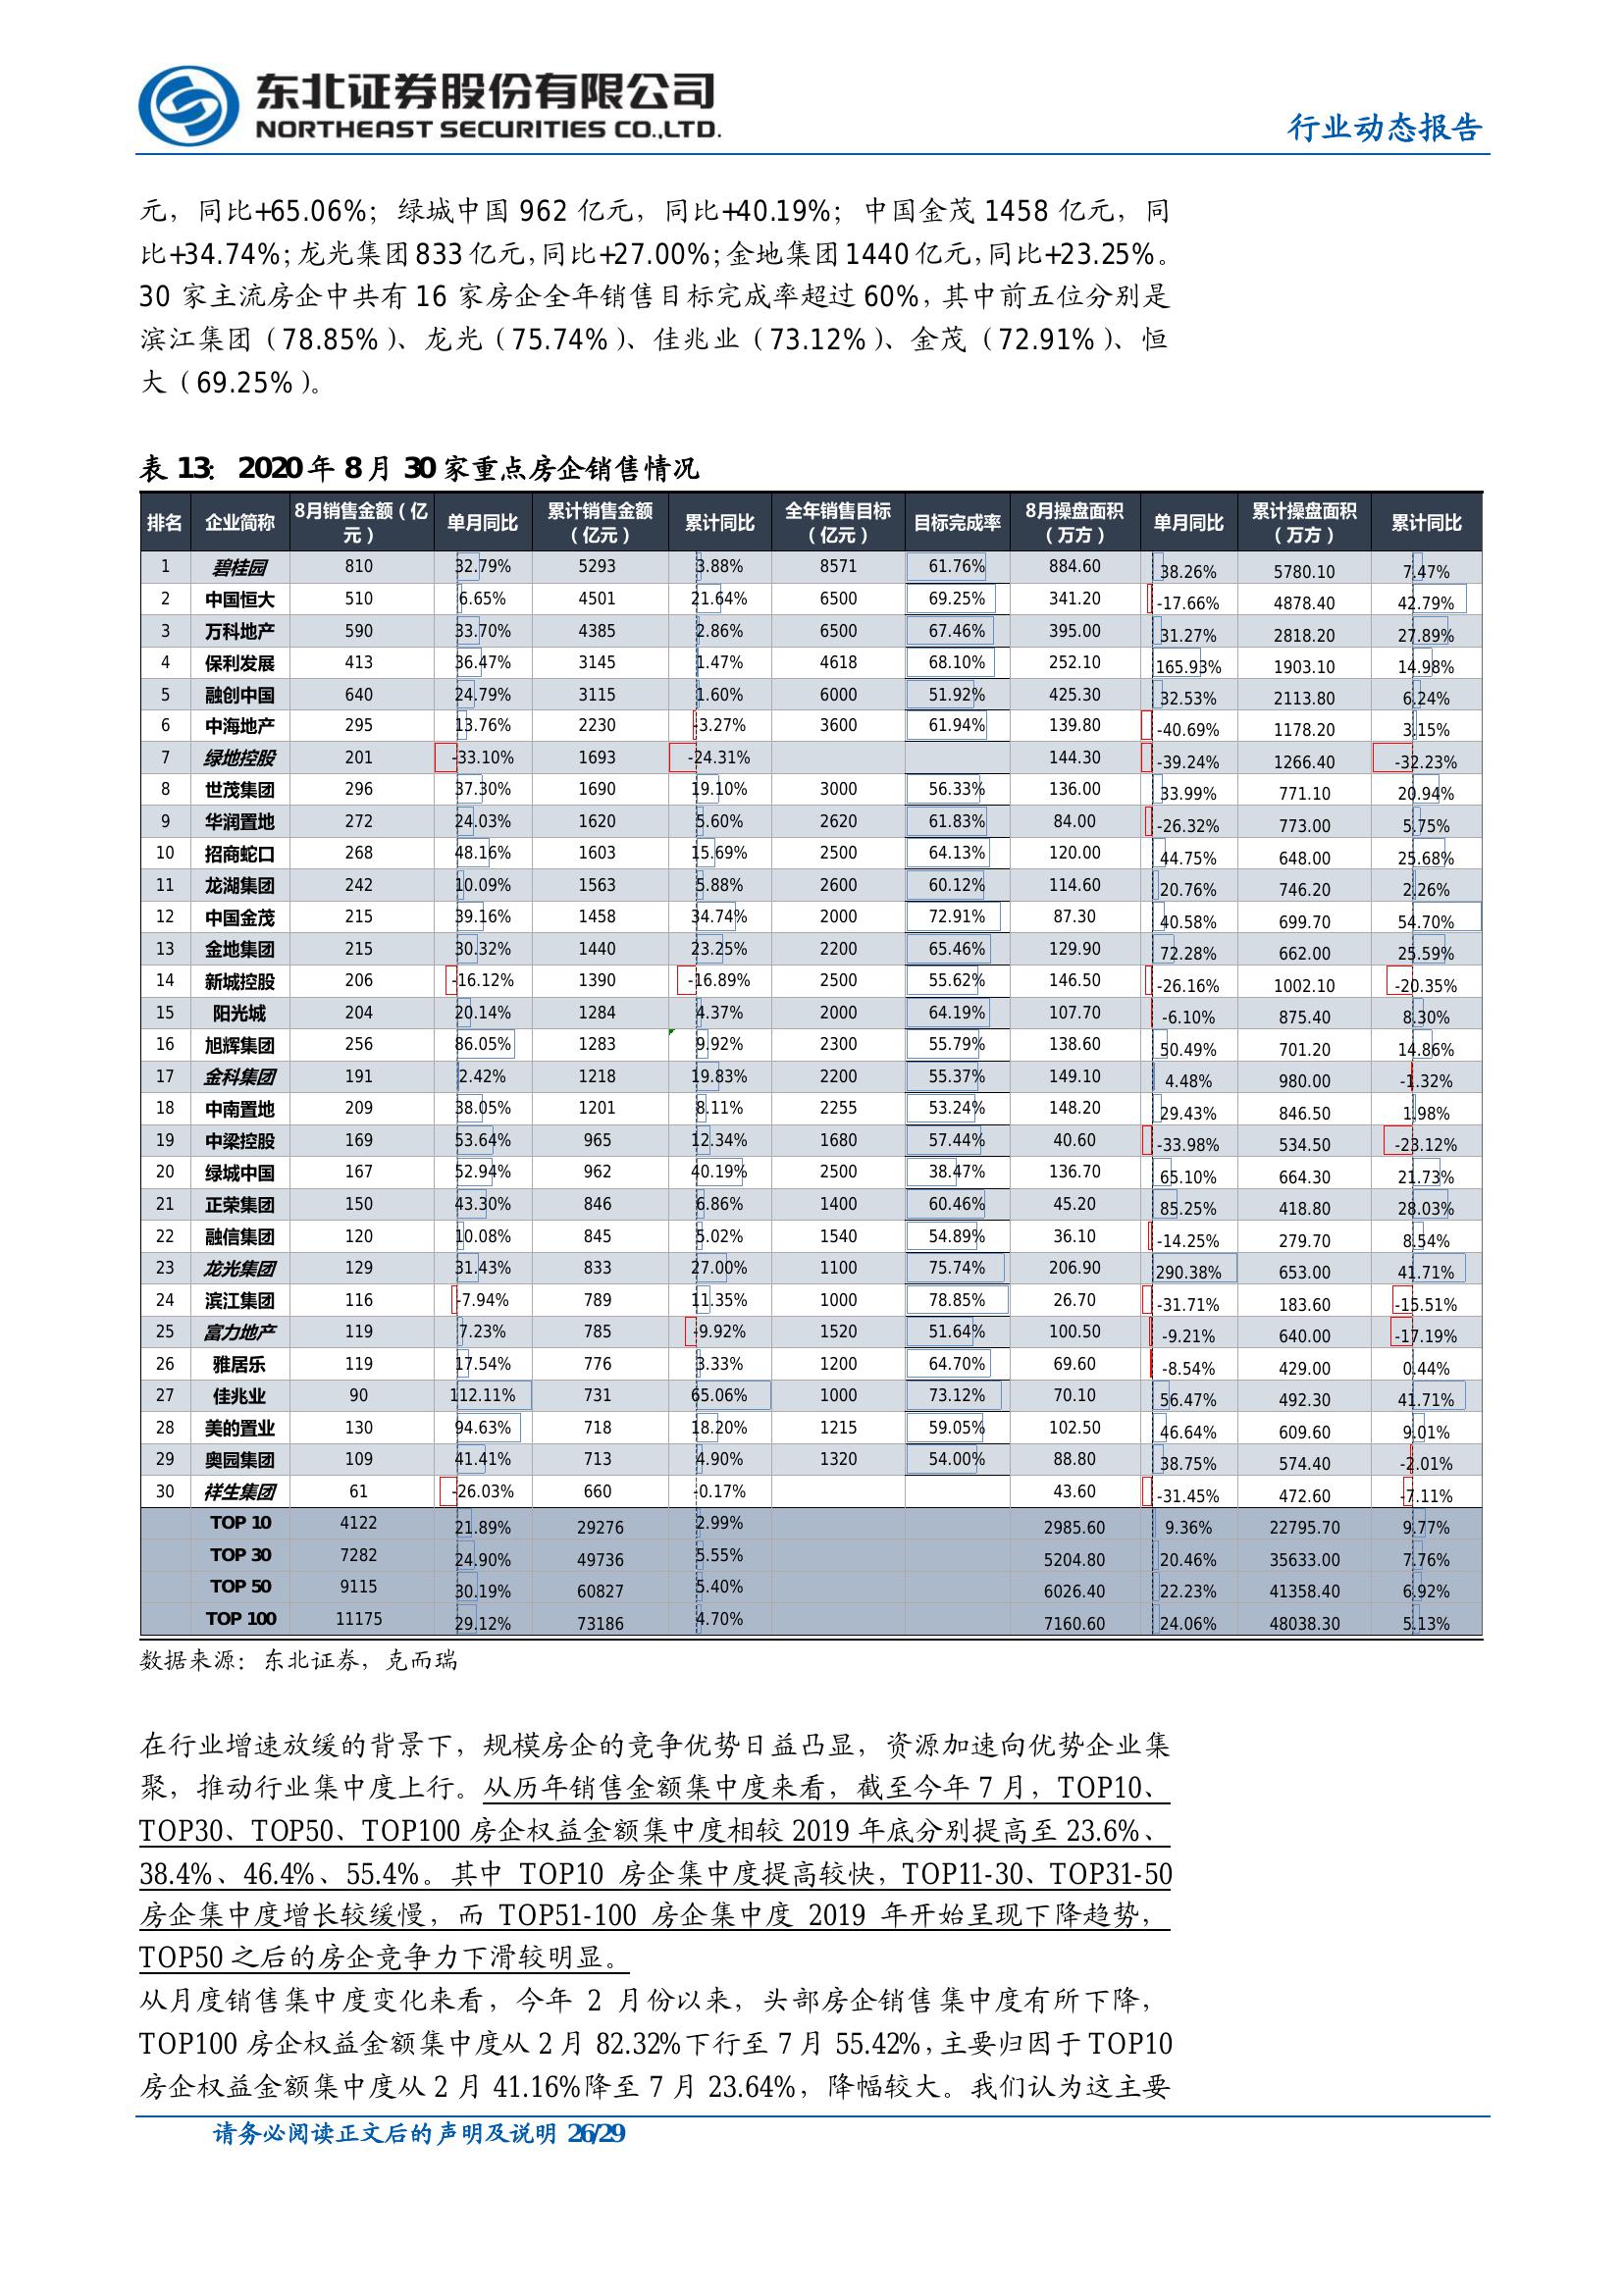 东北证券股份有限公司
NORTHEAST SECURITIES CO.,LTD.
行业动态报告
元，同比+65.06%；绿城中国 962 亿元，同比+40.19%；中国金茂 1458 亿元，同
比+34.74%；龙光集团 833 亿元，同比+27.00%；金地集团 1440 亿元，同比+23.25%。
30 家主流房企中共有 16 家房企全年销售目标完成率超过 60%，其中前五位分别是
滨江集团（78.85%）、龙光（75.74%）、佳兆业（73.12%）、金茂（72.91%）、恒
大（69.25%）。
表 13：2020 年 8 月 30 家重点房企销售情况
排名 企业简称 8月销售金额（亿元） 单月同比 累计销售金额（亿元） 累计同比 全年销售目标（亿元） 目标完成率 8月操盘面积（万方） 单月同比 累计操盘面积（万方） 累计同比
1 碧桂园 810 32.79% 5293 3.88% 8571 61.76% 884.60 38.26% 5780.10 7.47%
2 中国恒大 510 6.65% 4501 21.64% 6500 69.25% 341.20 -17.66% 4878.40 42.79%
3 万科地产 590 33.70% 4385 2.86% 6500 67.46% 395.00 31.27% 2818.20 27.89%
4 保利发展 413 36.47% 3145 1.47% 4618 68.10% 252.10 165.93% 1903.10 14.98%
5 融创中国 640 24.79% 3115 1.60% 6000 51.92% 425.30 32.53% 2113.80 6.24%
6 中海地产 295 13.76% 2230 -3.27% 3600 61.94% 139.80 -40.69% 1178.20 3.15%
7 绿地控股 201 -33.10% 1693 -24.31% 144.30 -39.24% 1266.40 -32.23%
8 世茂集团 296 37.30% 1690 19.10% 3000 56.33% 136.00 33.99% 771.10 20.94%
9 华润置地 272 24.03% 1620 5.60% 2620 61.83% 84.00 -26.32% 773.00 5.75%
10 招商蛇口 268 48.16% 1603 15.69% 2500 64.13% 120.00 44.75% 648.00 25.68%
11 龙湖集团 242 10.09% 1563 5.88% 2600 60.12% 114.60 20.76% 746.20 2.26%
12 中国金茂 215 39.16% 1458 34.74% 2000 72.91% 87.30 40.58% 699.70 54.70%
13 金地集团 215 30.32% 1440 23.25% 2200 65.46% 129.90 72.28% 662.00 25.59%
14 新城控股 206 -16.12% 1390 -16.89% 2500 55.62% 146.50 -26.16% 1002.10 -20.35%
15 阳光城 204 20.14% 1284 4.37% 2000 64.19% 107.70 -6.10% 875.40 8.30%
16 旭辉集团 256 86.05% 1283 9.92% 2300 55.79% 138.60 50.49% 701.20 14.86%
17 金科集团 191 2.42% 1218 19.83% 2200 55.37% 149.10 4.48% 980.00 -1.32%
18 中南置地 209 38.05% 1201 8.11% 2255 53.24% 148.20 29.43% 846.50 1.98%
19 中梁控股 169 53.64% 965 12.34% 1680 57.44% 40.60 -33.98% 534.50 -23.12%
20 绿城中国 167 52.94% 962 40.19% 2500 38.47% 136.70 65.10% 664.30 21.73%
21 正荣集团 150 43.30% 846 6.86% 1400 60.46% 45.20 85.25% 418.80 28.03%
22 融信集团 120 10.08% 845 5.02% 1540 54.89% 36.10 -14.25% 279.70 8.54%
23 龙光集团 129 31.43% 833 27.00% 1100 75.74% 206.90 290.38% 653.00 41.71%
24 滨江集团 116 -7.94% 789 11.35% 1000 78.85% 26.70 -31.71% 183.60 -15.51%
25 富力地产 119 7.23% 785 -9.92% 1520 51.64% 100.50 -9.21% 640.00 -17.19%
26 雅居乐 119 17.54% 776 3.33% 1200 64.70% 69.60 -8.54% 429.00 0.44%
27 佳兆业 90 112.11% 731 65.06% 1000 73.12% 70.10 56.47% 492.30 41.71%
28 美的置业 130 94.63% 718 18.20% 1215 59.05% 102.50 46.64% 609.60 9.01%
29 奥园集团 109 41.41% 713 4.90% 1320 54.00% 88.80 38.75% 574.40 -2.01%
30 祥生集团 61 -26.03% 660 -0.17% 43.60 -31.45% 472.60 -7.11%
TOP 10 4122 21.89% 29276 2.99% 2985.60 9.36% 22795.70 9.77%
TOP 30 7282 24.90% 49736 5.55% 5204.80 20.46% 35633.00 7.76%
TOP 50 9115 30.19% 60827 5.40% 6026.40 22.23% 41358.40 6.92%
TOP 100 11175 29.12% 73186 4.70% 7160.60 24.06% 48038.30 5.13%
数据来源：东北证券，克而瑞
在行业增速放缓的背景下，规模房企的竞争优势日益凸显，资源加速向优势企业集
聚，推动行业集中度上行。从历年销售金额集中度来看，截至今年 7 月，TOP10、
TOP30、TOP50、TOP100 房企权益金额集中度相较 2019 年底分别提高至 23.6%、
38.4%、46.4%、55.4%。其中 TOP10 房企集中度提高较快，TOP11-30、TOP31-50
房企集中度增长较缓慢，而 TOP51-100 房企集中度 2019 年开始呈现下降趋势，
TOP50 之后的房企竞争力下滑较明显。
从月度销售集中度变化来看，今年 2 月份以来，头部房企销售集中度有所下降，
TOP100 房企权益金额集中度从 2 月 82.32%下行至 7 月 55.42%，主要归因于 TOP10
房企权益金额集中度从 2 月 41.16%降至 7 月 23.64%，降幅较大。我们认为这主要
请务必阅读正文后的声明及说明 26/29